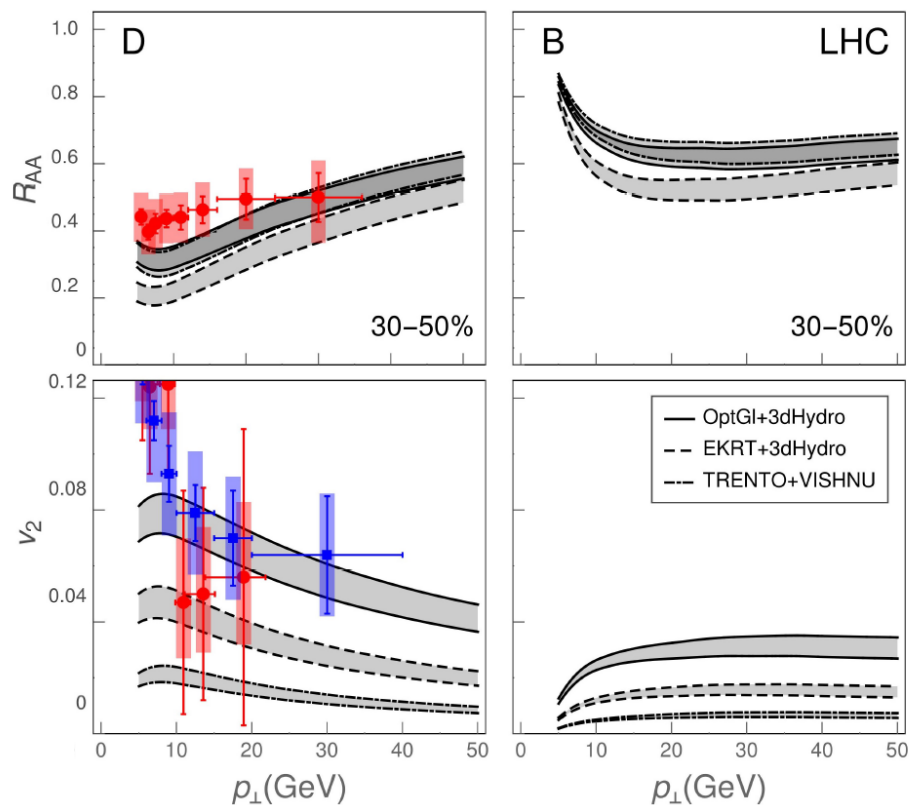 D
B
LHC
1.0
0.8
0.6
0.4
0.2
0
R_AA
30–50%
30–50%
0.12
0.08
0.04
0
v_2
OptGl+3dHydro
EKRT+3dHydro
TRENTO+VISHNU
0 10 20 30 40 50
0 10 20 30 40 50
p_⊥(GeV)
p_⊥(GeV)